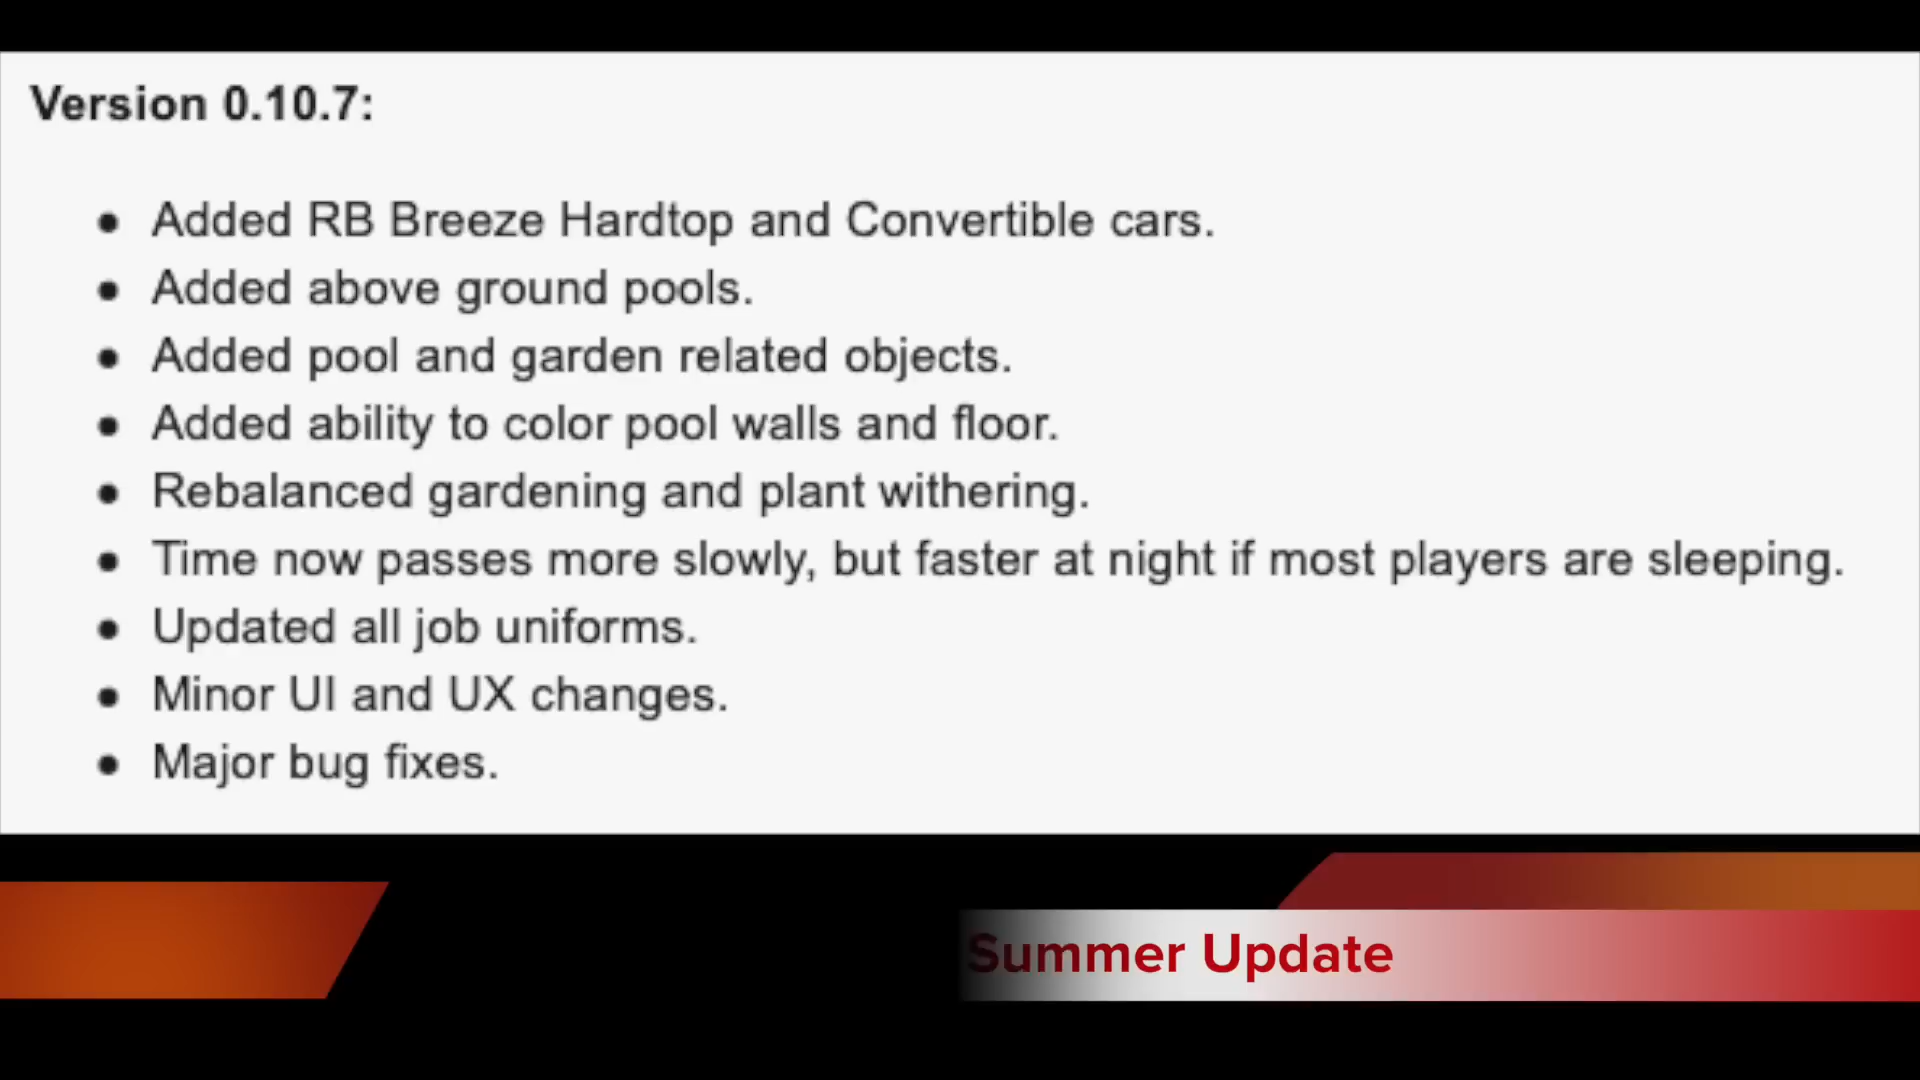 Version 0.10.7:
• Added RB Breeze Hardtop and Convertible cars.
• Added above ground pools.
• Added pool and garden related objects.
• Added ability to color pool walls and floor.
• Rebalanced gardening and plant withering.
• Time now passes more slowly, but faster at night if most players are sleeping.
• Updated all job uniforms.
• Minor UI and UX changes.
• Major bug fixes.
Summer Update